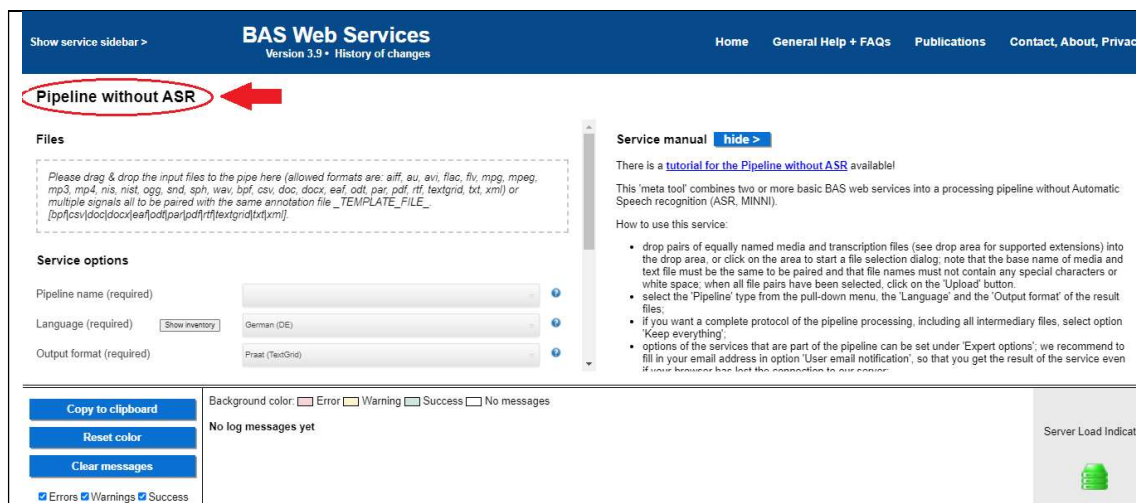 Show service sidebar >
BAS Web Services
Version 3.9 • History of changes
Home General Help + FAQs Publications Contact, About, Privac
Pipeline without ASR
Files
Please drag & drop the input files to the pipe here (allowed formats are: aiff, au, avi, flac, flv, mpg, mpeg,
mp3, mp4, nis, nist, ogg, snd, sph, wav, bpf, csv, doc, docx, eaf, odt, par, pdf, rtf, textgrid, txt, xml) or
multiple signals all to be paired with the same annotation file _TEMPLATE_FILE_.
[bpf|csv|doc|docx|eaf|odt|par|pdf|rtf|textgrid|txt|xml].
Service options
Pipeline name (required)
Language (required) Show inventory German (DE)
Output format (required) Praat (TextGrid)
Service manual hide >
There is a tutorial for the Pipeline without ASR available!
This 'meta tool' combines two or more basic BAS web services into a processing pipeline without Automatic
Speech recognition (ASR, MINNI).
How to use this service:
• drop pairs of equally named media and transcription files (see drop area for supported extensions) into
the drop area, or click on the area to start a file selection dialog; note that the base name of media and
text file must be the same to be paired and that file names must not contain any special characters or
white space; when all file pairs have been selected, click on the 'Upload' button.
• select the 'Pipeline' type from the pull-down menu, the 'Language' and the 'Output format' of the result
files;
• if you want a complete protocol of the pipeline processing, including all intermediary files, select option
'Keep everything';
• options of the services that are part of the pipeline can be set under 'Expert options'; we recommend to
fill in your email address in option 'User email notification', so that you get the result of the service even
if your browser has lost the connection to our server;
Copy to clipboard
Reset color
Clear messages
Errors Warnings Success
Background color: Error Warning Success No messages
No log messages yet
Server Load Indicat